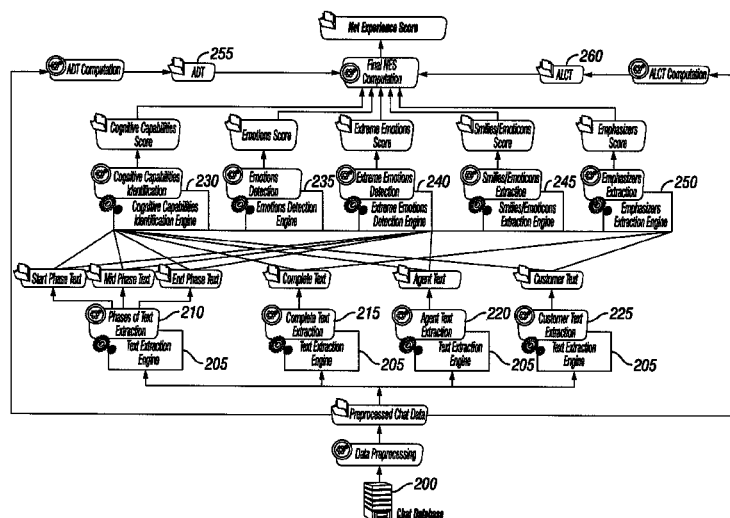 Net Experience Score
255
260
ADT Computation
ADT
Final NES
Computation
ALCT
ALCT Computation
Cognitive Capabilities
Score
Emotions Score
Extreme Emotions
Score
Smilies/Emoticons
Score
Emphasizers
Score
Cognitive Capabilities
Identification
230
Cognitive Capabilities
Identification Engine
Emotions
Detection
235
Emotions Detection Engine
Extreme Emotions
Detection
240
Extreme Emotions
Detection Engine
Smilies/Emoticons
Extraction
245
Smilies/Emoticons
Extraction Engine
Emphasizers
Extraction
250
Emphasizers
Extraction Engine
Start Phase Text
Mid Phase Text
End Phase Text
Complete Text
Agent Text
Customer Text
Phases of Text
Extraction
210
Text Extraction
Engine
205
Complete Text
Extraction
215
Text Extraction
Engine
205
Agent Text
Extraction
220
Text Extraction
Engine
205
Customer Text
Extraction
225
Text Extraction
Engine
205
Preprocessed Chat Data
Data Preprocessing
200
Chat Database